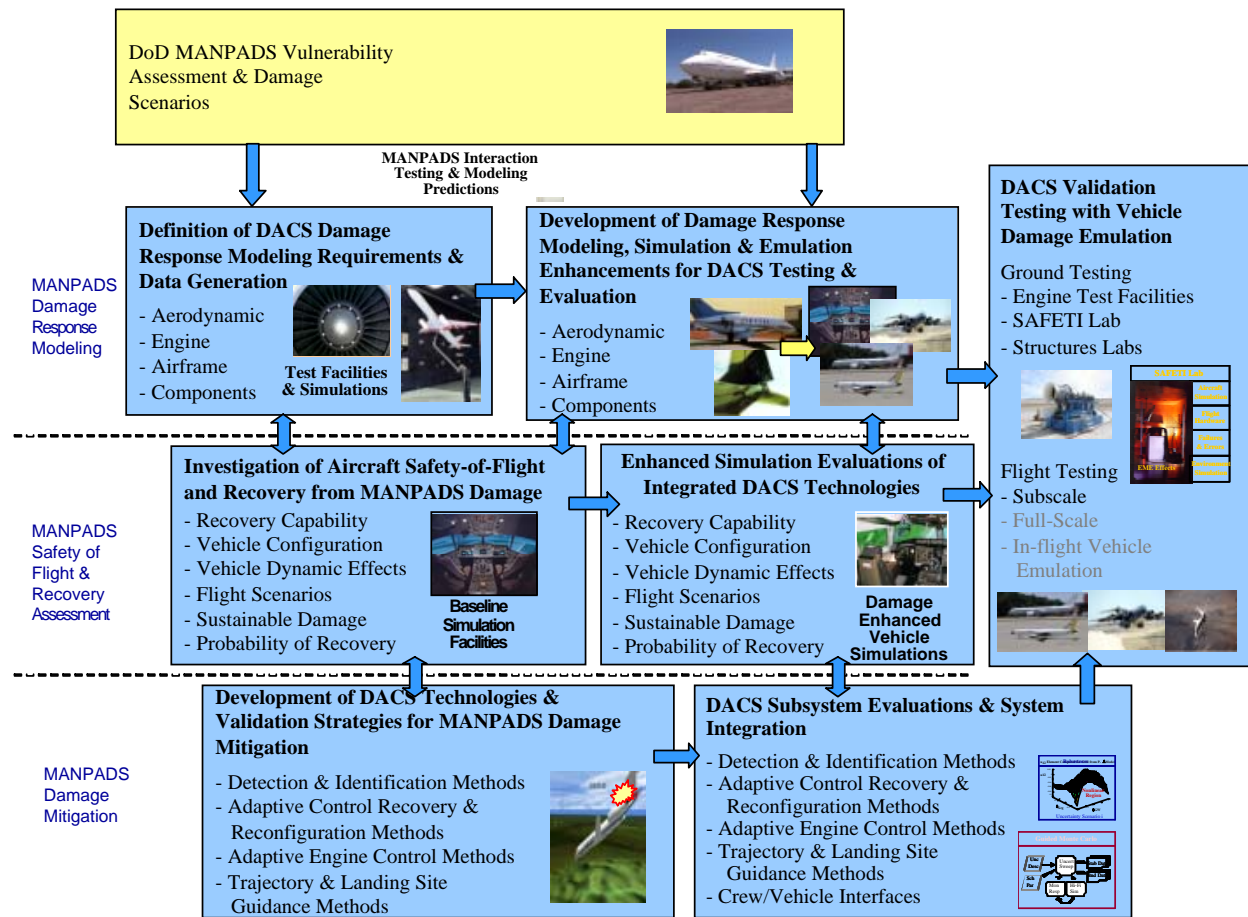 DoD MANPADS Vulnerability
Assessment & Damage
Scenarios
MANPADS Interaction
Testing & Modeling
Predictions
MANPADS
Damage
Response
Modeling
Definition of DACS Damage
Response Modeling Requirements &
Data Generation
- Aerodynamic
- Engine
- Airframe
- Components
Test Facilities
& Simulations
Development of Damage Response
Modeling, Simulation & Emulation
Enhancements for DACS Testing &
Evaluation
- Aerodynamic
- Engine
- Airframe
- Components
DACS Validation
Testing with Vehicle
Damage Emulation
Ground Testing
- Engine Test Facilities
- SAFETI Lab
- Structures Labs
SAFETI Lab
EME Effects
Flight Testing
- Subscale
- Full-Scale
- In-flight Vehicle
Emulation
MANPADS
Safety of
Flight &
Recovery
Assessment
Investigation of Aircraft Safety-of-Flight
and Recovery from MANPADS Damage
- Recovery Capability
- Vehicle Configuration
- Vehicle Dynamic Effects
- Flight Scenarios
- Sustainable Damage
- Probability of Recovery
Baseline
Simulation
Facilities
Enhanced Simulation Evaluations of
Integrated DACS Technologies
- Recovery Capability
- Vehicle Configuration
- Vehicle Dynamic Effects
- Flight Scenarios
- Sustainable Damage
- Probability of Recovery
Damage
Enhanced
Vehicle
Simulations
MANPADS
Damage
Mitigation
Development of DACS Technologies &
Validation Strategies for MANPADS Damage
Mitigation
- Detection & Identification Methods
- Adaptive Control Recovery &
Reconfiguration Methods
- Adaptive Engine Control Methods
- Trajectory & Landing Site
Guidance Methods
DACS Subsystem Evaluations & System
Integration
- Detection & Identification Methods
- Adaptive Control Recovery &
Reconfiguration Methods
- Adaptive Engine Control Methods
- Trajectory & Landing Site
Guidance Methods
- Crew/Vehicle Interfaces
Nonlinear
Region
Uncertainty Scenario i